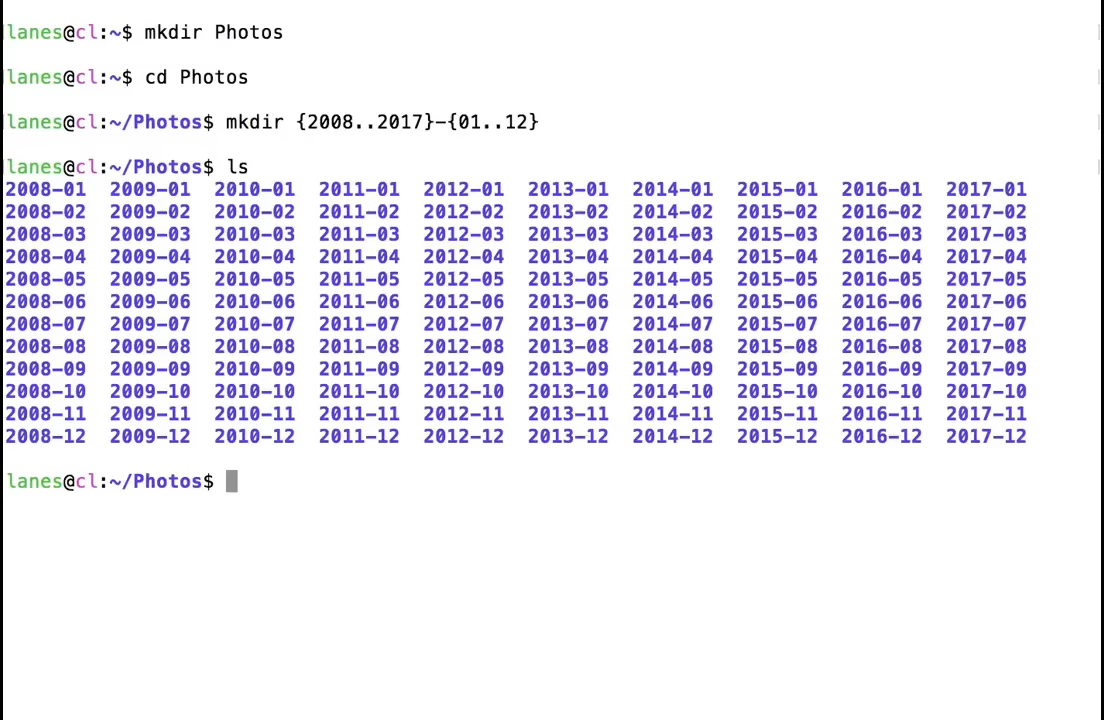 lanes@cl:~$ mkdir Photos
lanes@cl:~$ cd Photos
lanes@cl:~/Photos$ mkdir {2008..2017}-{01..12}
lanes@cl:~/Photos$ ls
2008-01 2009-01 2010-01 2011-01 2012-01 2013-01 2014-01 2015-01 2016-01 2017-01
2008-02 2009-02 2010-02 2011-02 2012-02 2013-02 2014-02 2015-02 2016-02 2017-02
2008-03 2009-03 2010-03 2011-03 2012-03 2013-03 2014-03 2015-03 2016-03 2017-03
2008-04 2009-04 2010-04 2011-04 2012-04 2013-04 2014-04 2015-04 2016-04 2017-04
2008-05 2009-05 2010-05 2011-05 2012-05 2013-05 2014-05 2015-05 2016-05 2017-05
2008-06 2009-06 2010-06 2011-06 2012-06 2013-06 2014-06 2015-06 2016-06 2017-06
2008-07 2009-07 2010-07 2011-07 2012-07 2013-07 2014-07 2015-07 2016-07 2017-07
2008-08 2009-08 2010-08 2011-08 2012-08 2013-08 2014-08 2015-08 2016-08 2017-08
2008-09 2009-09 2010-09 2011-09 2012-09 2013-09 2014-09 2015-09 2016-09 2017-09
2008-10 2009-10 2010-10 2011-10 2012-10 2013-10 2014-10 2015-10 2016-10 2017-10
2008-11 2009-11 2010-11 2011-11 2012-11 2013-11 2014-11 2015-11 2016-11 2017-11
2008-12 2009-12 2010-12 2011-12 2012-12 2013-12 2014-12 2015-12 2016-12 2017-12
lanes@cl:~/Photos$